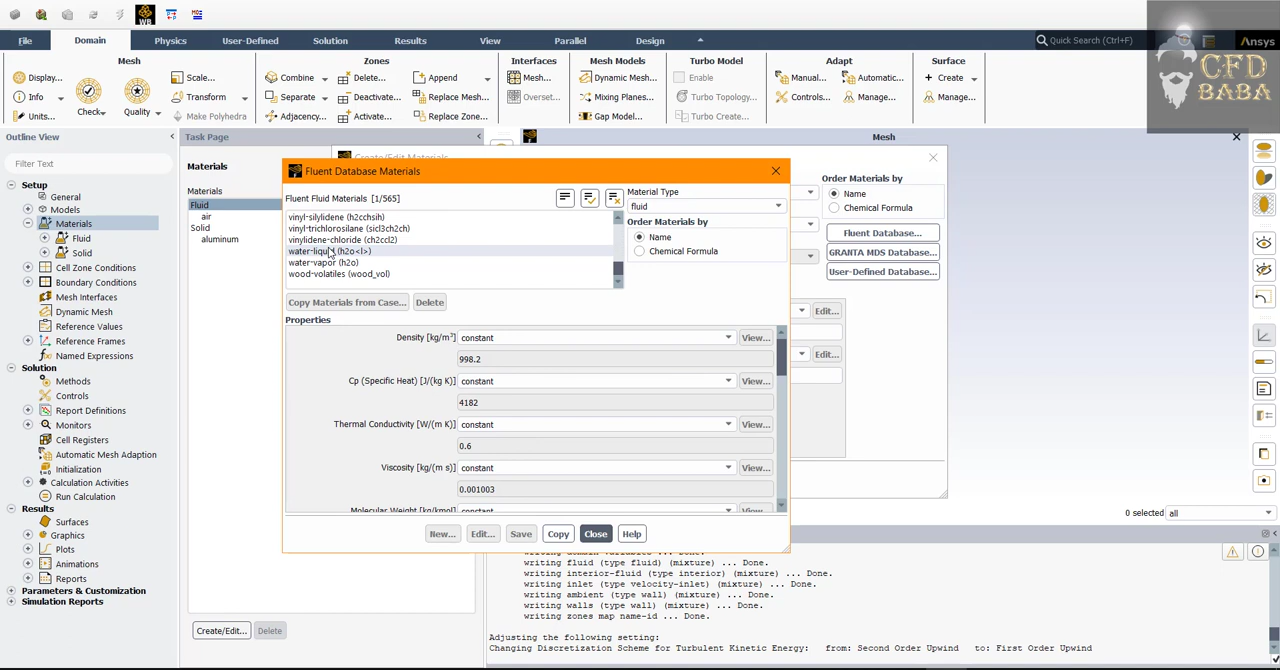 WB
File
Domain
Physics
User-Defined
Solution
Results
View
Parallel
Design
Quick Search (Ctrl+F)
Ansys
CFD
BABA
Mesh
Zones
Interfaces
Mesh Models
Turbo Model
Adapt
Surface
Display...
Info
Units...
Check
Quality
Scale...
Transform
Make Polyhedra
Combine
Separate
Adjacency...
Delete...
Deactivate...
Activate...
Append
Replace Mesh...
Replace Zone...
Mesh...
Overset...
Dynamic Mesh...
Mixing Planes...
Gap Model...
Enable
Turbo Topology...
Turbo Create...
Manual...
Controls...
Automatic...
Manage...
Create
Manage...
Outline View
Filter Text
Setup
General
Models
Materials
Fluid
Solid
Cell Zone Conditions
Boundary Conditions
Mesh Interfaces
Dynamic Mesh
Reference Values
Reference Frames
Named Expressions
Solution
Methods
Controls
Report Definitions
Monitors
Cell Registers
Automatic Mesh Adaption
Initialization
Calculation Activities
Run Calculation
Results
Surfaces
Graphics
Plots
Animations
Reports
Parameters & Customization
Simulation Reports
Task Page
Materials
Materials
Fluid
air
Solid
aluminum
Create/Edit...
Delete
Mesh
Create/Edit Materials
Order Materials by
Name
Chemical Formula
Fluent Database...
GRANTA MDS Database...
User-Defined Database...
Edit...
Edit...
Fluent Database Materials
Fluent Fluid Materials [1/565]
vinyl-silylidene (h2cchsih)
vinyl-trichlorosilane (sicl3ch2ch)
vinylidene-chloride (ch2ccl2)
water-liquid (h2o<l>)
water-vapor (h2o)
wood-volatiles (wood_vol)
Material Type
fluid
Order Materials by
Name
Chemical Formula
Copy Materials from Case...
Delete
Properties
Density [kg/m³]
constant
View...
998.2
Cp (Specific Heat) [J/(kg K)]
constant
View...
4182
Thermal Conductivity [W/(m K)]
constant
View...
0.6
Viscosity [kg/(m s)]
constant
View...
0.001003
Molecular Weight [kg/kmol]
constant
View...
New...
Edit...
Save
Copy
Close
Help
0 selected
all
writing domain variables ... Done.
writing fluid (type fluid) (mixture) ... Done.
writing interior-fluid (type interior) (mixture) ... Done.
writing inlet (type velocity-inlet) (mixture) ... Done.
writing ambient (type wall) (mixture) ... Done.
writing walls (type wall) (mixture) ... Done.
writing zones map name-id ... Done.
Adjusting the following setting:
Changing Discretization Scheme for Turbulent Kinetic Energy: from: Second Order Upwind to: First Order Upwind